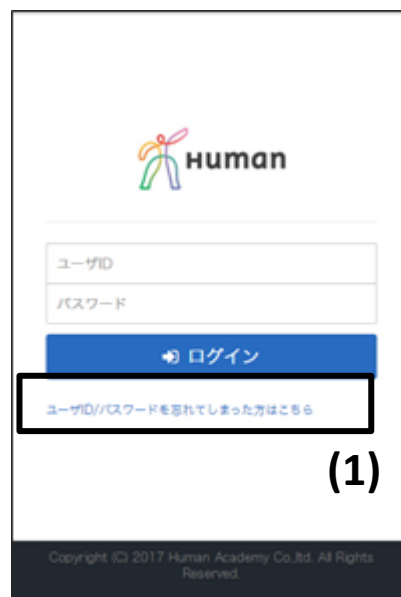 Human
ユーザID
パスワード
ログイン
ユーザID/パスワードを忘れてしまった方はこちら
(1)
Copyright (C) 2017 Human Academy Co.,ltd. All Rights
Reserved.